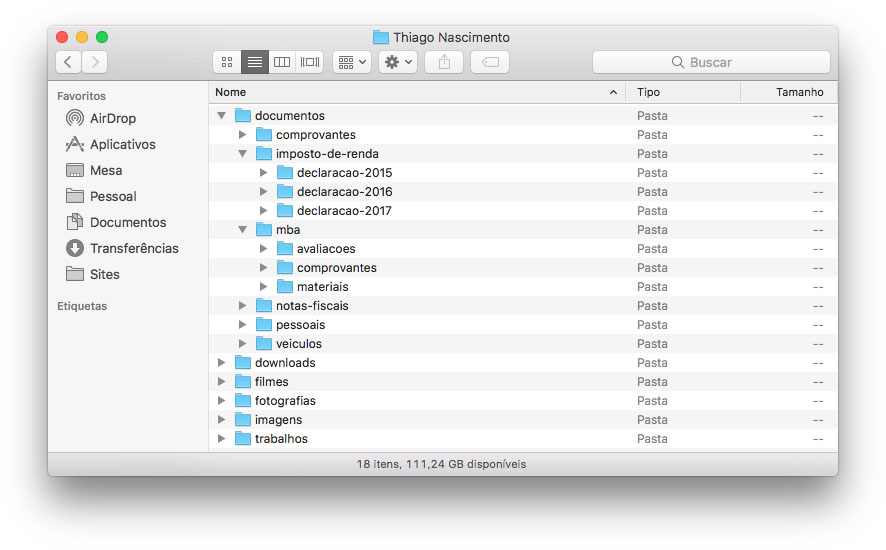 Thiago Nascimento
Buscar
Favoritos
AirDrop
Aplicativos
Mesa
Pessoal
Documentos
Transferências
Sites
Etiquetas
Nome Tipo Tamanho
documentos Pasta --
comprovantes Pasta --
imposto-de-renda Pasta --
declaracao-2015 Pasta --
declaracao-2016 Pasta --
declaracao-2017 Pasta --
mba Pasta --
avaliacoes Pasta --
comprovantes Pasta --
materiais Pasta --
notas-fiscais Pasta --
pessoais Pasta --
veiculos Pasta --
downloads Pasta --
filmes Pasta --
fotografias Pasta --
imagens Pasta --
trabalhos Pasta --
18 itens, 111,24 GB disponíveis